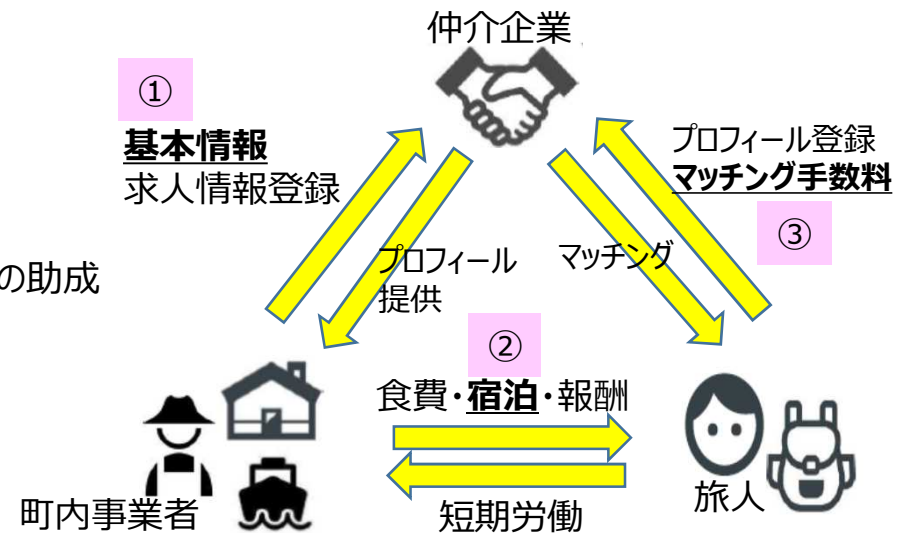 仲介企業
①
基本情報
求人情報登録
プロフィール登録
マッチング手数料
③
の助成
プロフィール
提供
マッチング
②
食費・宿泊・報酬
町内事業者
短期労働
旅人